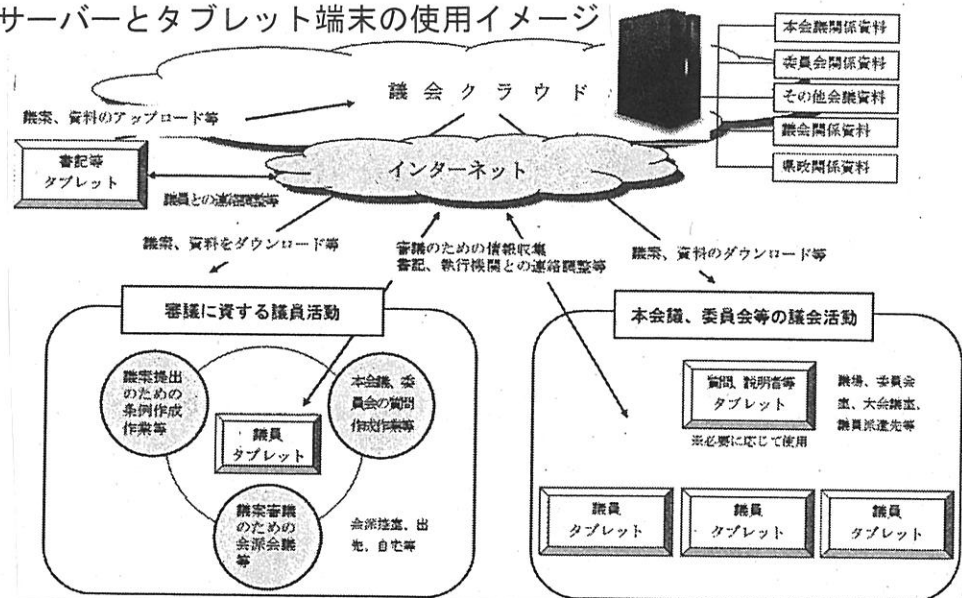 サーバーとタブレット端末の使用イメージ
本会議関係資料
委員会関係資料
その他会議資料
議会関係資料
県政関係資料
議会クラウド
議案、資料のアップロード等
書記等
タブレット
インターネット
議員との連絡調整等
議案、資料をダウンロード等
審議のための情報収集
書記、執行機関との連絡調整等
議案、資料のダウンロード等
審議に資する議員活動
議案提出
のための
条例作成
作業等
本会議、委
員会の質問
作成作業等
議員
タブレット
議案審議
のための
会派会議
等
会派控室、出
先、自宅等
本会議、委員会等の議会活動
質問、説明者等
タブレット
※必要に応じて使用
議場、委員会
室、大会議室、
議員派遣先等
議員
タブレット
議員
タブレット
議員
タブレット